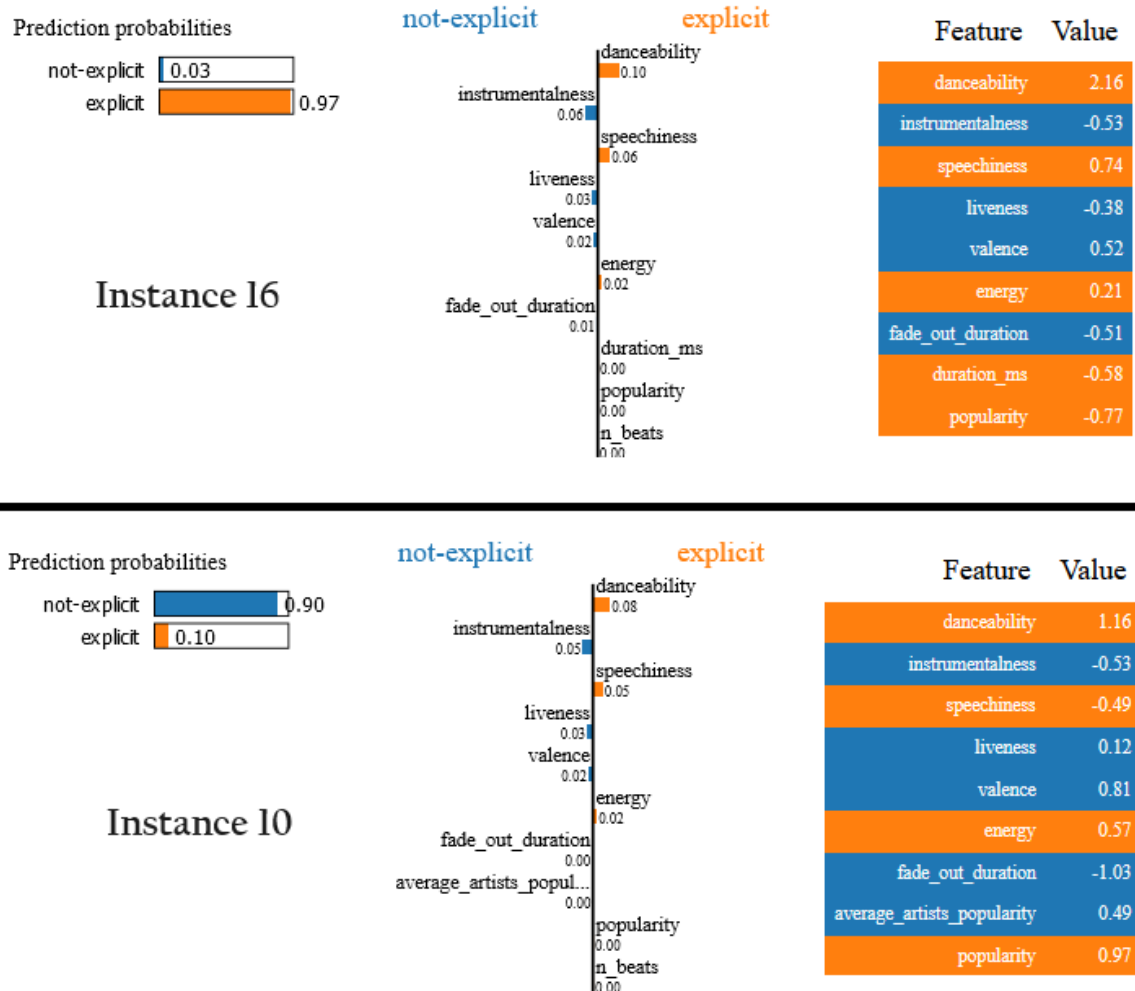 not-explicit explicit
Prediction probabilities
Feature Value
not-explicit 0.03
explicit 0.97
danceability
0.10
instrumentalness
0.06
speechiness
0.06
liveness
0.03
valence
0.02
energy
0.02
fade_out_duration
0.01
duration_ms
0.00
popularity
0.00
n_beats
0.00
danceability 2.16
instrumentalness -0.53
speechiness 0.74
liveness -0.38
valence 0.52
energy 0.21
fade_out_duration -0.51
duration_ms -0.58
popularity -0.77
Instance 16
not-explicit explicit
Prediction probabilities
Feature Value
not-explicit 0.90
explicit 0.10
danceability
0.08
instrumentalness
0.05
speechiness
0.05
liveness
0.03
valence
0.02
energy
0.02
fade_out_duration
0.00
average_artists_popul...
0.00
popularity
0.00
n_beats
0.00
danceability 1.16
instrumentalness -0.53
speechiness -0.49
liveness 0.12
valence 0.81
energy 0.57
fade_out_duration -1.03
average_artists_popularity 0.49
popularity 0.97
Instance 10